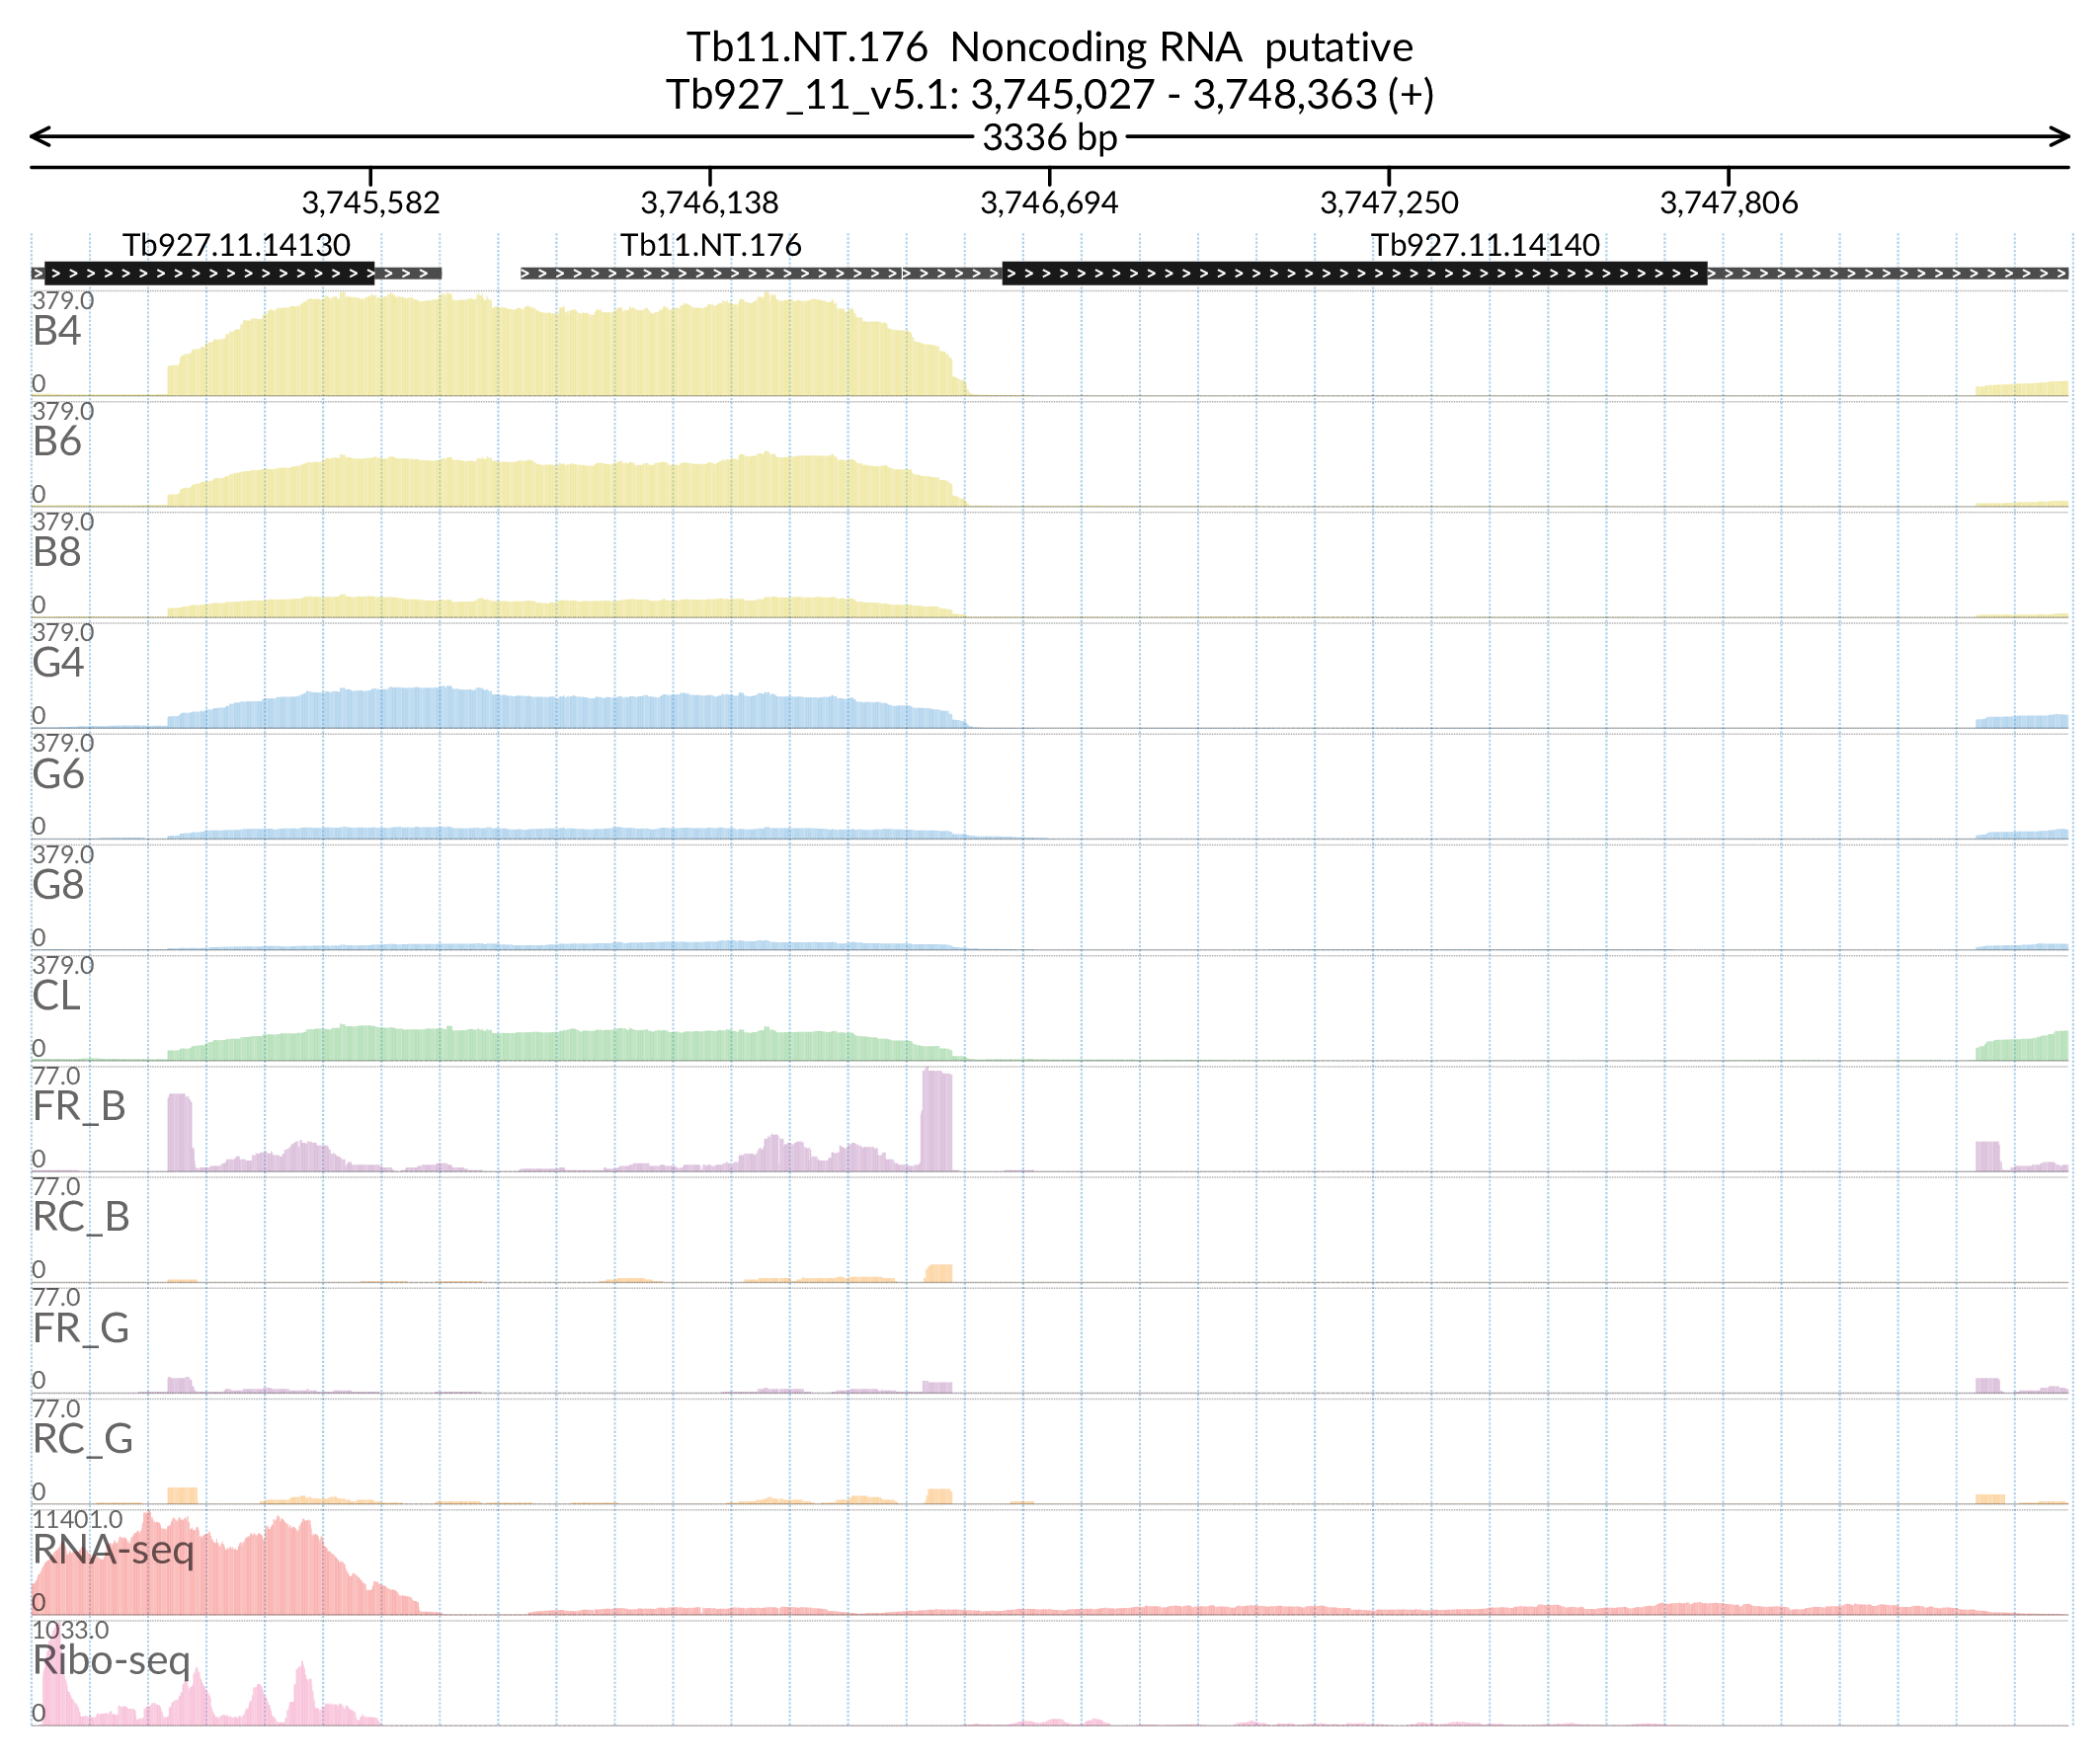 Tb11.NT.176 Noncoding RNA putative
Tb927_11_v5.1: 3,745,027 - 3,748,363 (+)
3336 bp
3,745,582 3,746,138 3,746,694 3,747,250 3,747,806
Tb927.11.14130 Tb11.NT.176 Tb927.11.14140
379.0
B4
0
379.0
B6
0
379.0
B8
0
379.0
G4
0
379.0
G6
0
379.0
G8
0
379.0
CL
0
77.0
FR_B
0
77.0
RC_B
0
77.0
FR_G
0
77.0
RC_G
0
11401.0
RNA-seq
0
1033.0
Ribo-seq
0